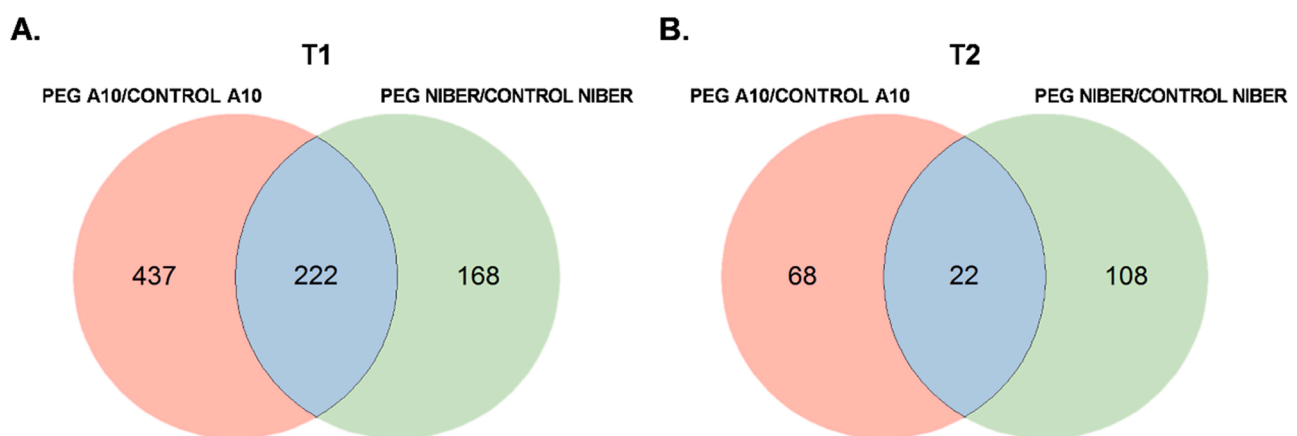 A.
T1
PEG A10/CONTROL A10
PEG NIBER/CONTROL NIBER
437
222
168
B.
T2
PEG A10/CONTROL A10
PEG NIBER/CONTROL NIBER
68
22
108